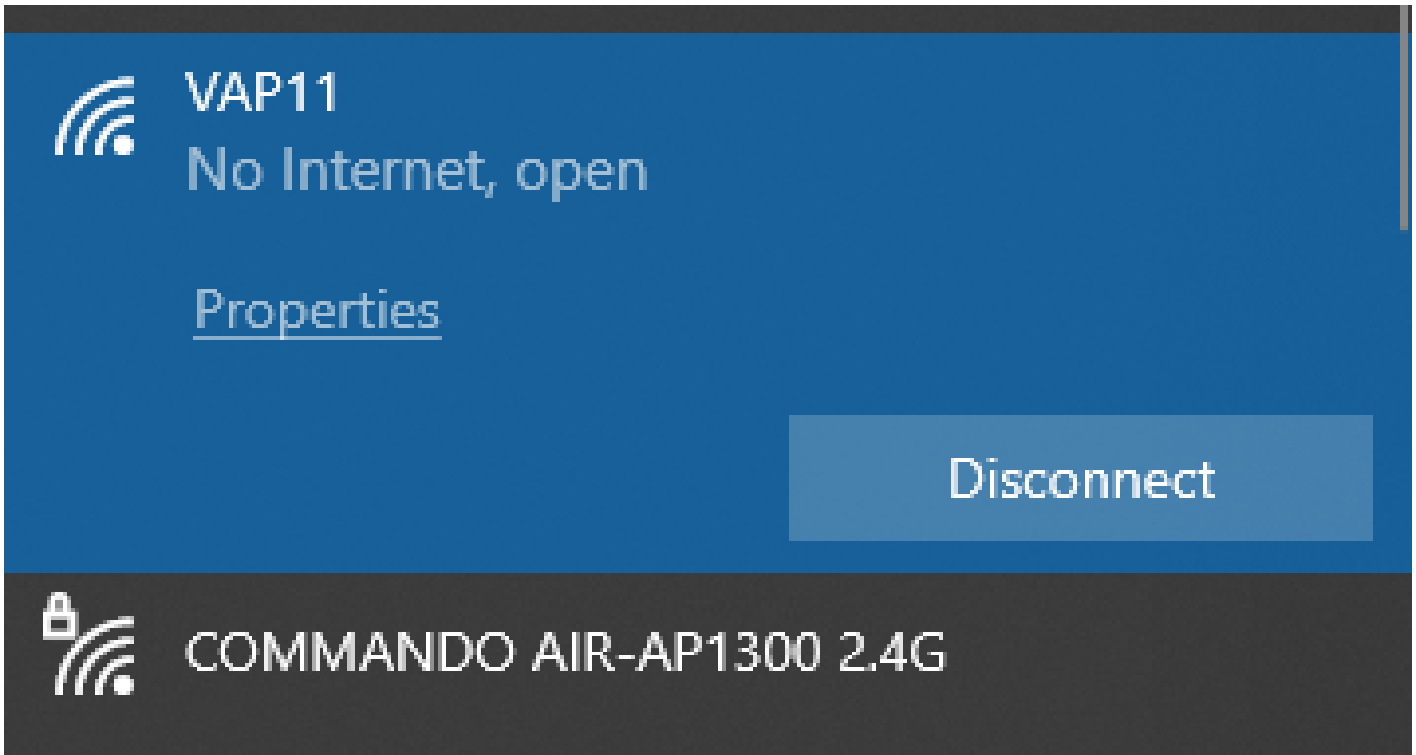 VAP11
No Internet, open
Properties
Disconnect
COMMANDO AIR-AP1300 2.4G